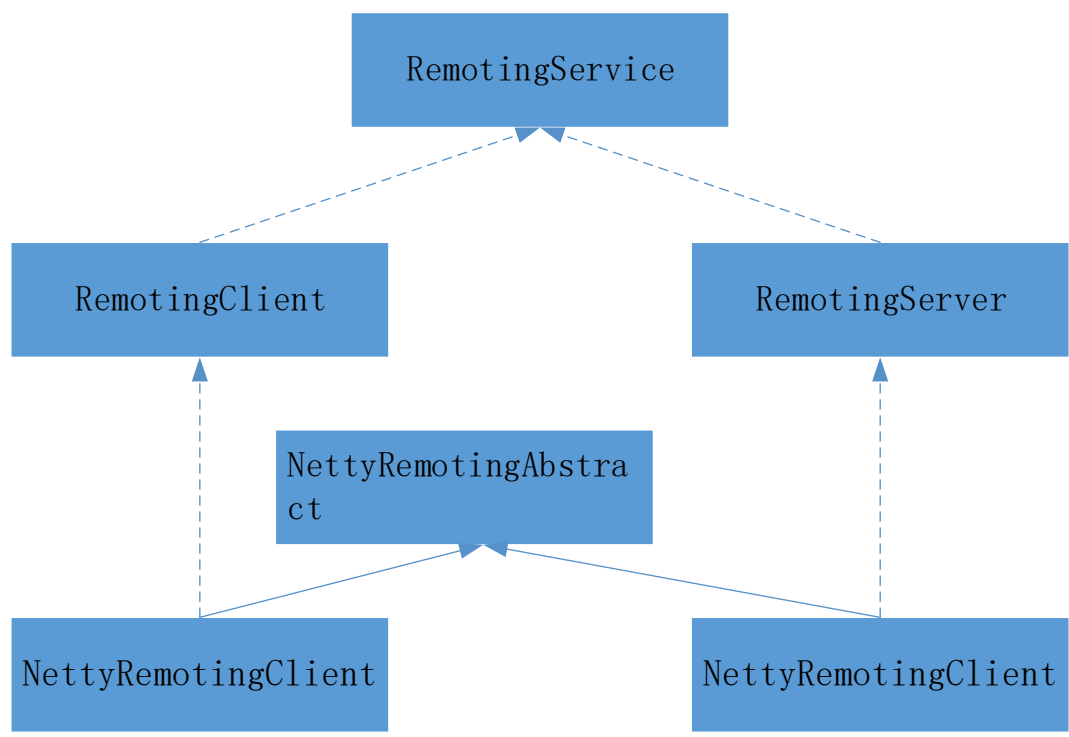 RemotingService
RemotingClient
RemotingServer
NettyRemotingAbstra
ct
NettyRemotingClient
NettyRemotingClient